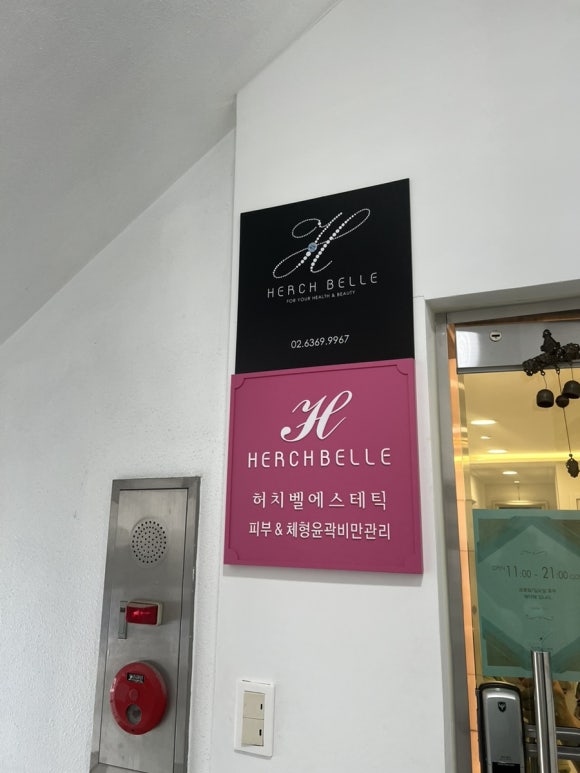 H
HERCH BELLE
FOR YOUR HEALTH & BEAUTY
02.6369.9967
H
HERCHBELLE
허치벨에스테틱
피부 & 체형윤곽비만관리
OPEN 11:00 - 21:00